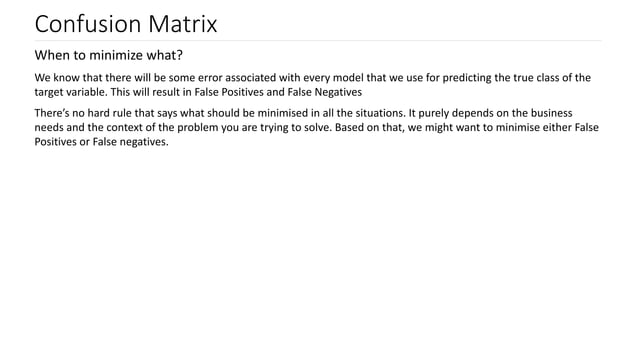 Confusion Matrix
When to minimize what?
We know that there will be some error associated with every model that we use for predicting the true class of the
target variable. This will result in False Positives and False Negatives
There’s no hard rule that says what should be minimised in all the situations. It purely depends on the business
needs and the context of the problem you are trying to solve. Based on that, we might want to minimise either False
Positives or False negatives.